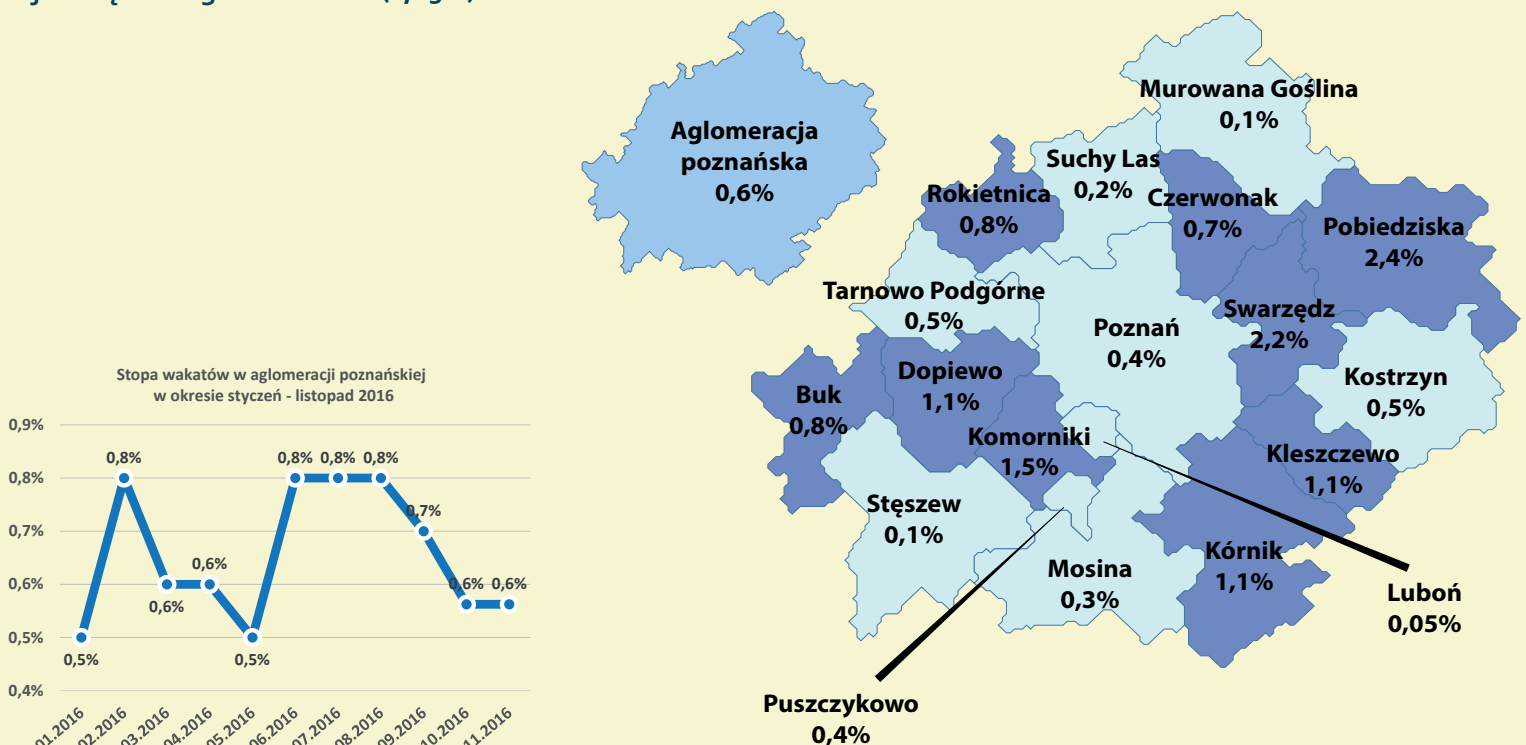 Aglomeracja
poznańska
0,6%
Murowana Goślina
0,1%
Suchy Las
0,2%
Rokietnica
0,8%
Czerwonak
0,7%
Pobiedziska
2,4%
Tarnowo Podgórne
0,5%
Swarzędz
2,2%
Poznań
0,4%
Dopiewo
1,1%
Buk
0,8%
Kostrzyn
0,5%
Komorniki
1,5%
Kleszczewo
1,1%
Stęszew
0,1%
Kórnik
1,1%
Mosina
0,3%
Luboń
0,05%
Puszczykowo
0,4%
Stopa wakatów w aglomeracji poznańskiej
w okresie styczeń - listopad 2016
0,9%
0,8%
0,7%
0,6%
0,5%
0,4%
0,5%
0,8%
0,6%
0,6%
0,5%
0,8%
0,8%
0,8%
0,7%
0,6%
0,6%
01.2016
02.2016
03.2016
04.2016
05.2016
06.2016
07.2016
08.2016
09.2016
10.2016
11.2016